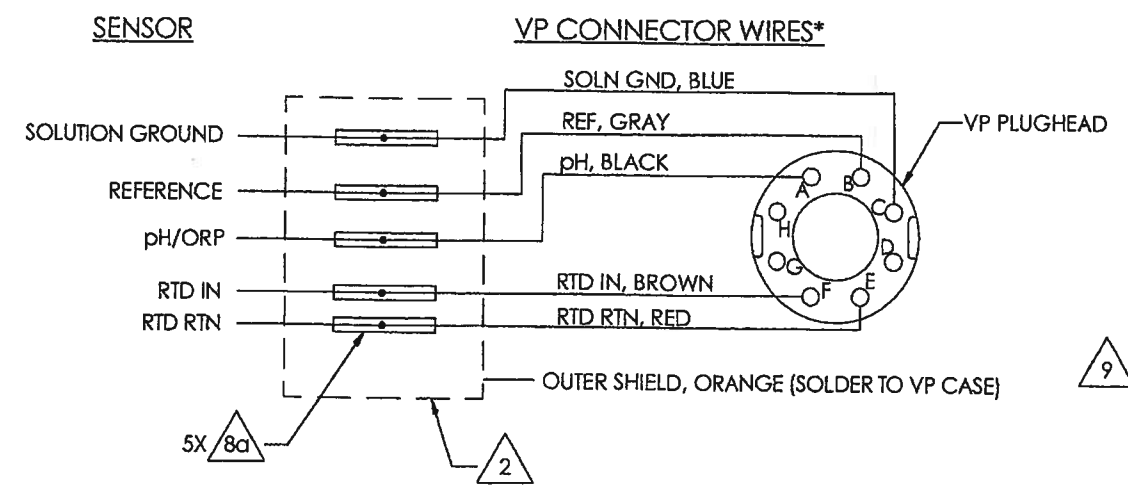 SENSOR
VP CONNECTOR WIRES*
SOLUTION GROUND
SOLN GND, BLUE
REFERENCE
REF, GRAY
pH/ORP
pH, BLACK
VP PLUGHEAD
A
B
C
D
E
F
G
H
RTD IN
RTD IN, BROWN
RTD RTN
RTD RTN, RED
OUTER SHIELD, ORANGE (SOLDER TO VP CASE)
9
5X 8a
2